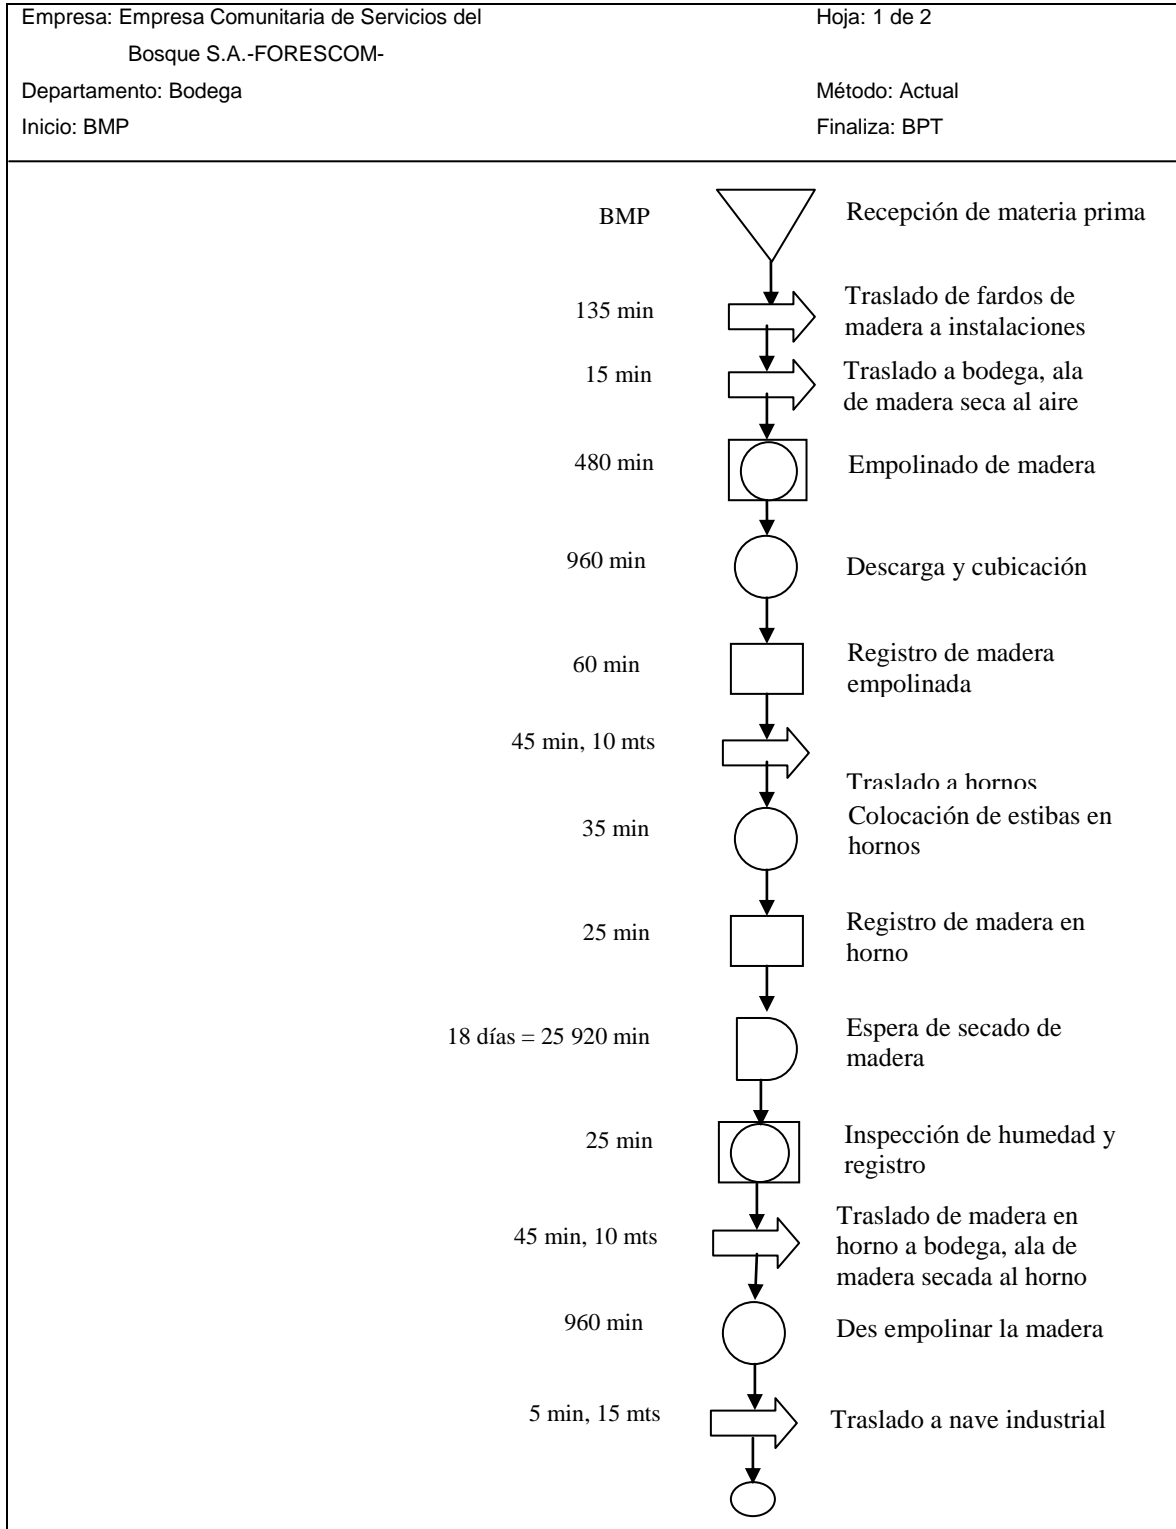 Empresa: Empresa Comunitaria de Servicios del Hoja: 1 de 2
Bosque S.A.-FORESCOM-
Departamento: Bodega Método: Actual
Inicio: BMP Finaliza: BPT
BMP Recepción de materia prima
135 min Traslado de fardos de
madera a instalaciones
15 min Traslado a bodega, ala
de madera seca al aire
480 min Empolinado de madera
960 min Descarga y cubicación
60 min Registro de madera
empolinada
45 min, 10 mts
Traslado a hornos
35 min Colocación de estibas en
hornos
25 min Registro de madera en
horno
18 días = 25 920 min Espera de secado de
madera
25 min Inspección de humedad y
registro
45 min, 10 mts Traslado de madera en
horno a bodega, ala de
madera secada al horno
960 min Des empolinar la madera
5 min, 15 mts Traslado a nave industrial